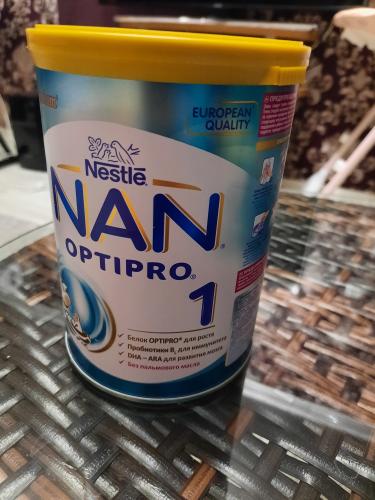 EUROPEAN
QUALITY
Nestlé
NAN
OPTIPRO®
1
Белок OPTIPRO® для роста
Пробиотики BL для иммунитета
DHA – ARA для развития мозга
Без пальмового масла